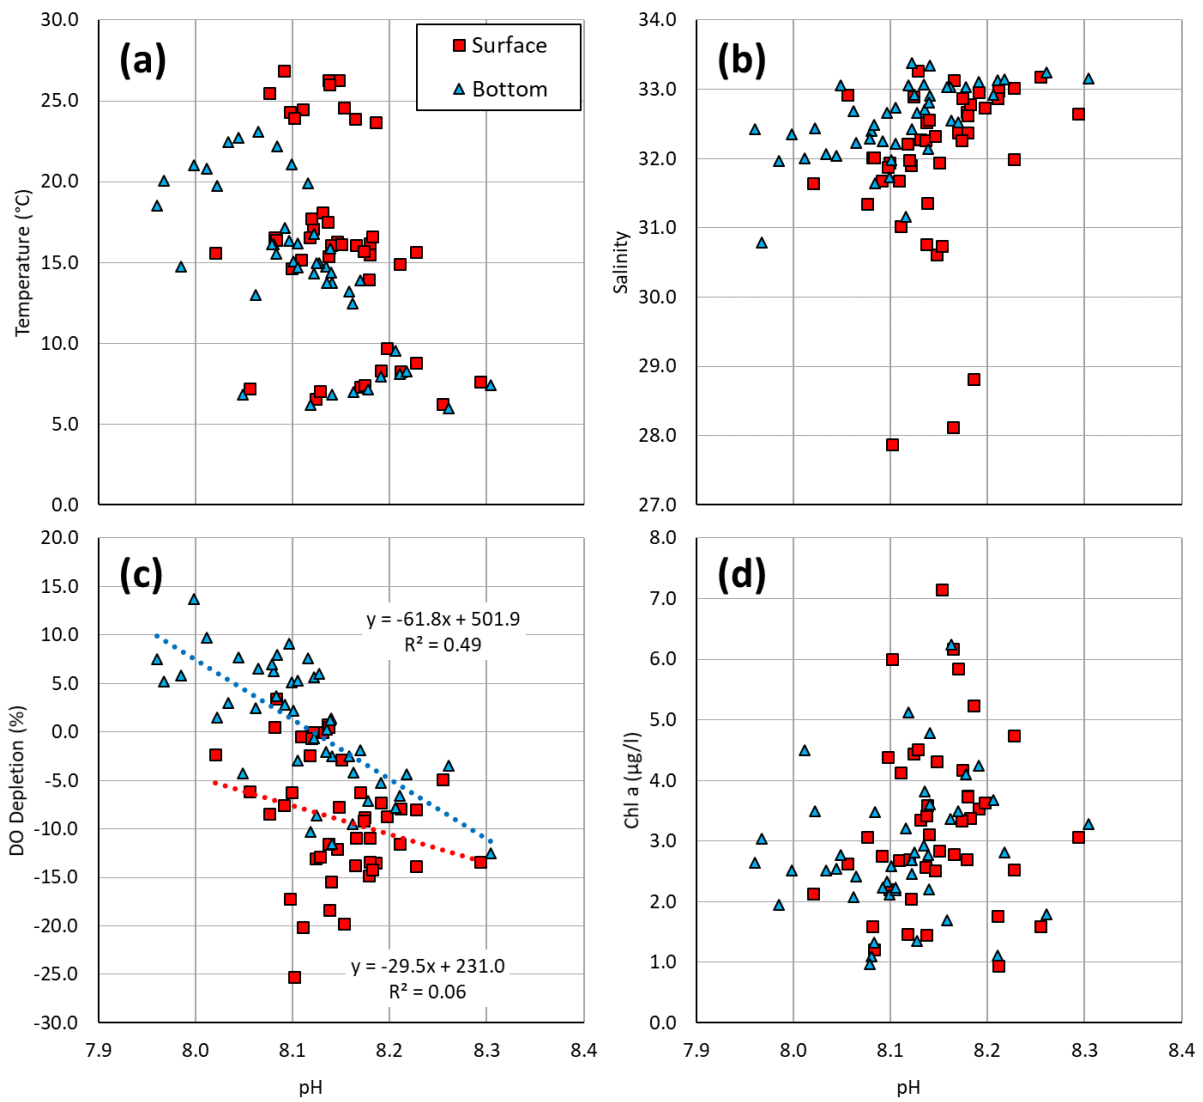 (a)
Surface
Bottom
30.0
25.0
20.0
15.0
10.0
5.0
0.0
Temperature (°C)
(b)
34.0
33.0
32.0
31.0
30.0
29.0
28.0
27.0
Salinity
(c)
20.0
15.0
10.0
5.0
0.0
-5.0
-10.0
-15.0
-20.0
-25.0
-30.0
DO Depletion (%)
y = -61.8x + 501.9
R² = 0.49
y = -29.5x + 231.0
R² = 0.06
7.9 8.0 8.1 8.2 8.3 8.4
pH
(d)
8.0
7.0
6.0
5.0
4.0
3.0
2.0
1.0
0.0
Chl a (µg/l)
7.9 8.0 8.1 8.2 8.3 8.4
pH